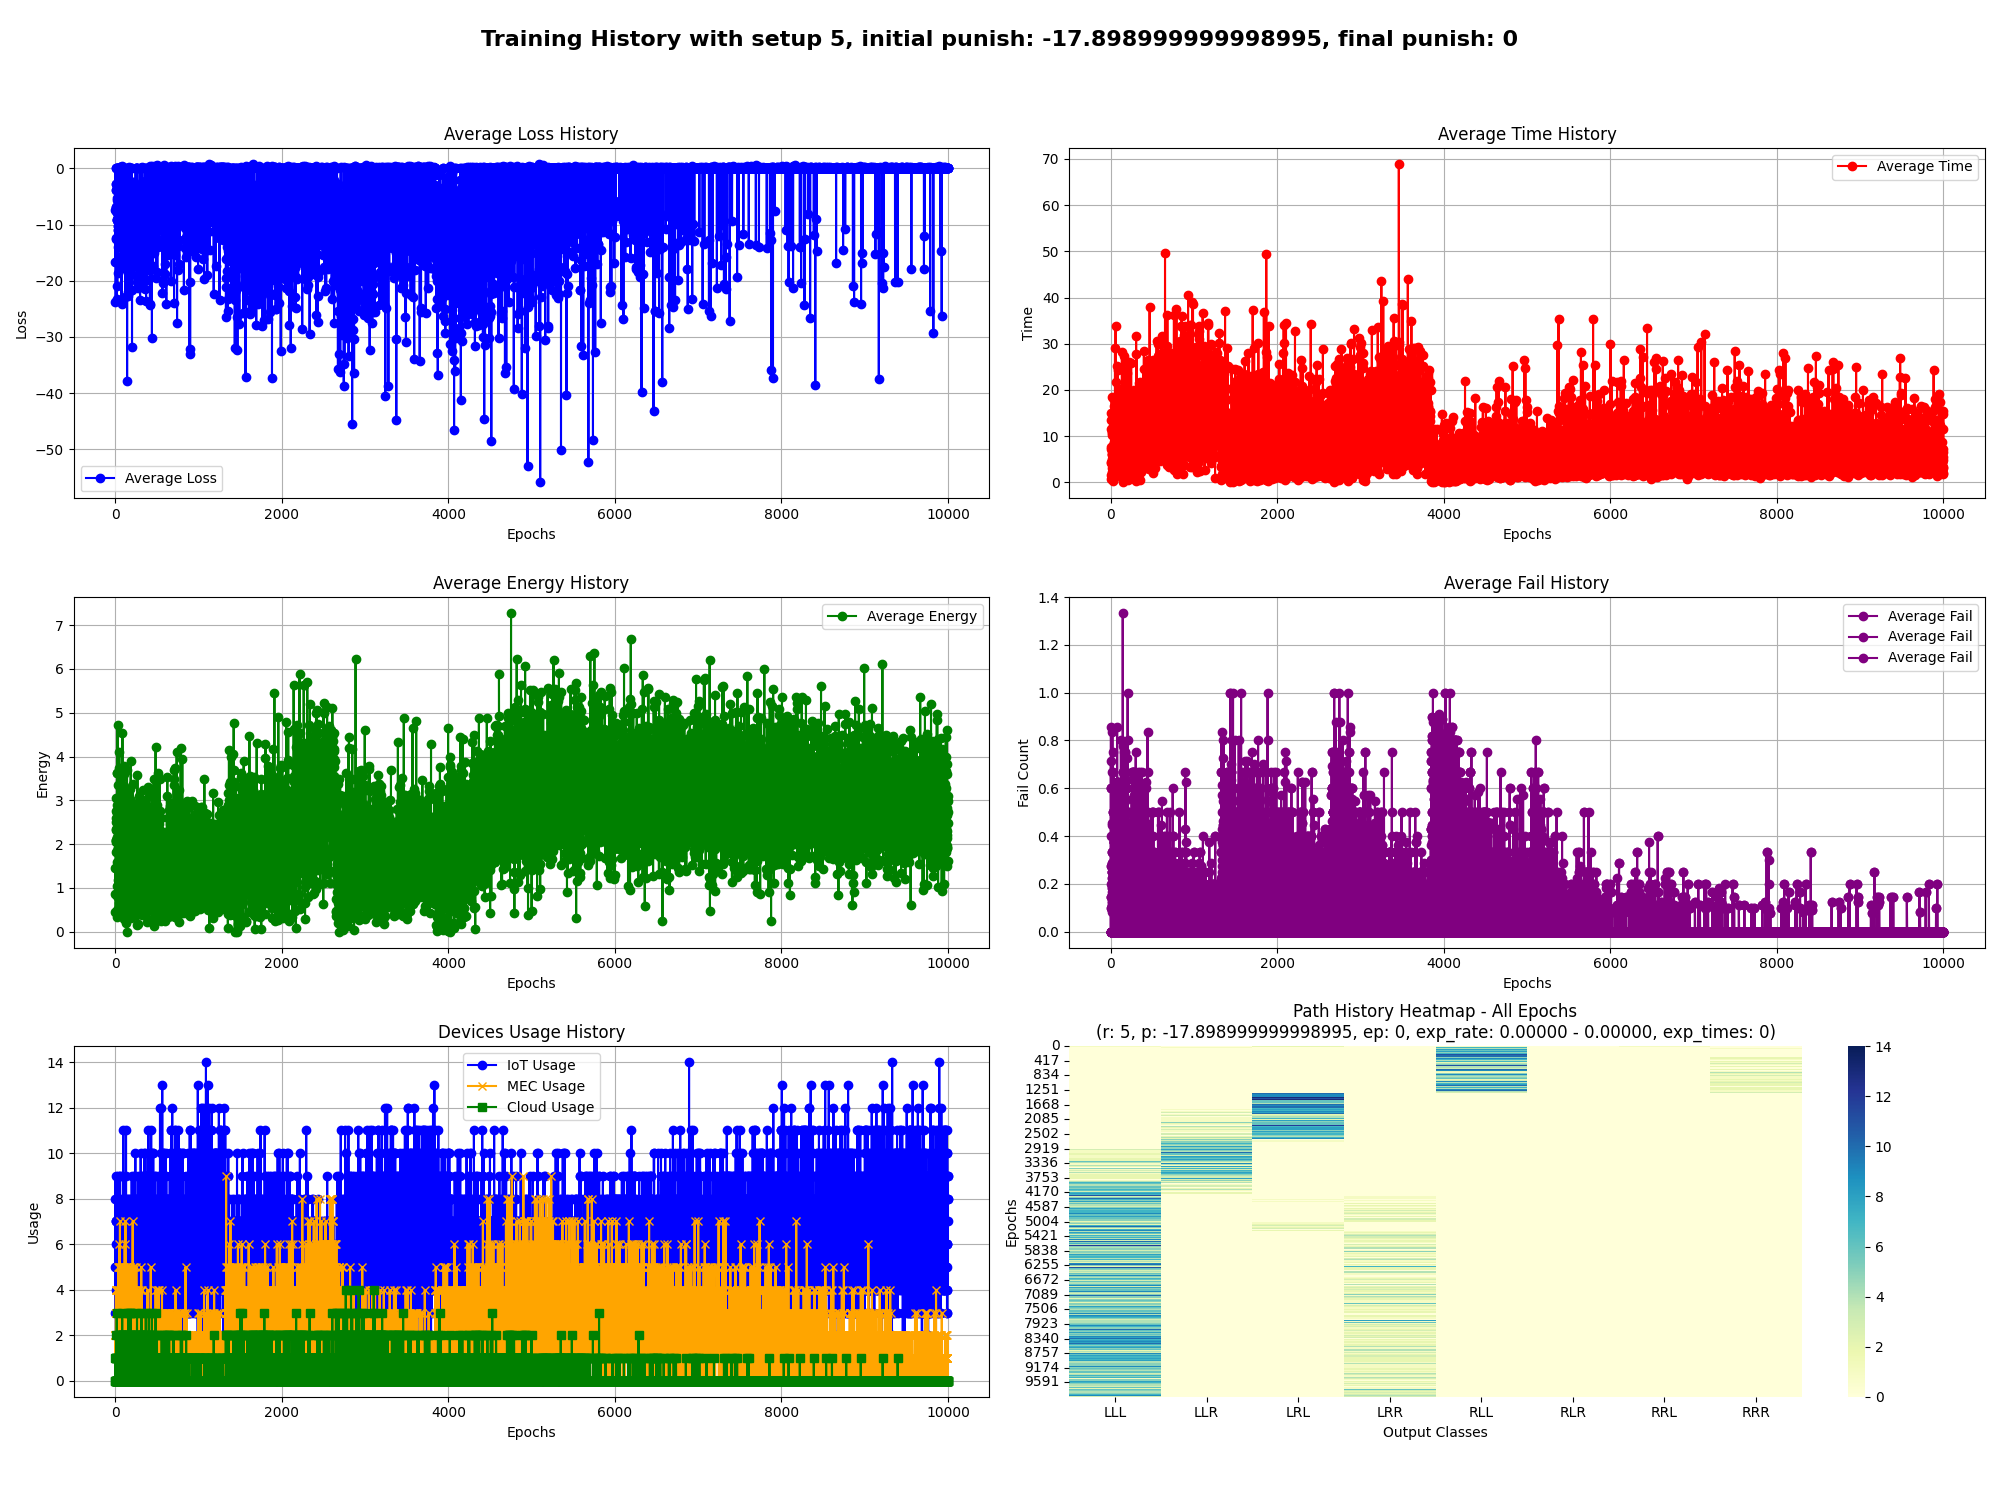 Training History with setup 5, initial punish: -17.898999999998995, final punish: 0
Average Loss History
0
−10
−20
−30
−40
−50
Loss
Average Loss
0
2000
4000
6000
8000
10000
Epochs
Average Time History
70
60
50
40
30
20
10
0
Time
Average Time
0
2000
4000
6000
8000
10000
Epochs
Average Energy History
7
6
5
4
3
2
1
0
Energy
Average Energy
0
2000
4000
6000
8000
10000
Epochs
Average Fail History
1.4
1.2
1.0
0.8
0.6
0.4
0.2
0.0
Fail Count
Average Fail
Average Fail
Average Fail
0
2000
4000
6000
8000
10000
Epochs
Devices Usage History
14
12
10
8
6
4
2
0
Usage
IoT Usage
MEC Usage
Cloud Usage
0
2000
4000
6000
8000
10000
Epochs
Path History Heatmap - All Epochs
(r: 5, p: -17.898999999998995, ep: 0, exp_rate: 0.00000 - 0.00000, exp_times: 0)
0
417
834
1251
1668
2085
2502
2919
3336
3753
4170
4587
5004
5421
5838
6255
6672
7089
7506
7923
8340
8757
9174
9591
Epochs
LLL
LLR
LRL
LRR
RLL
RLR
RRL
RRR
Output Classes
14
12
10
8
6
4
2
0